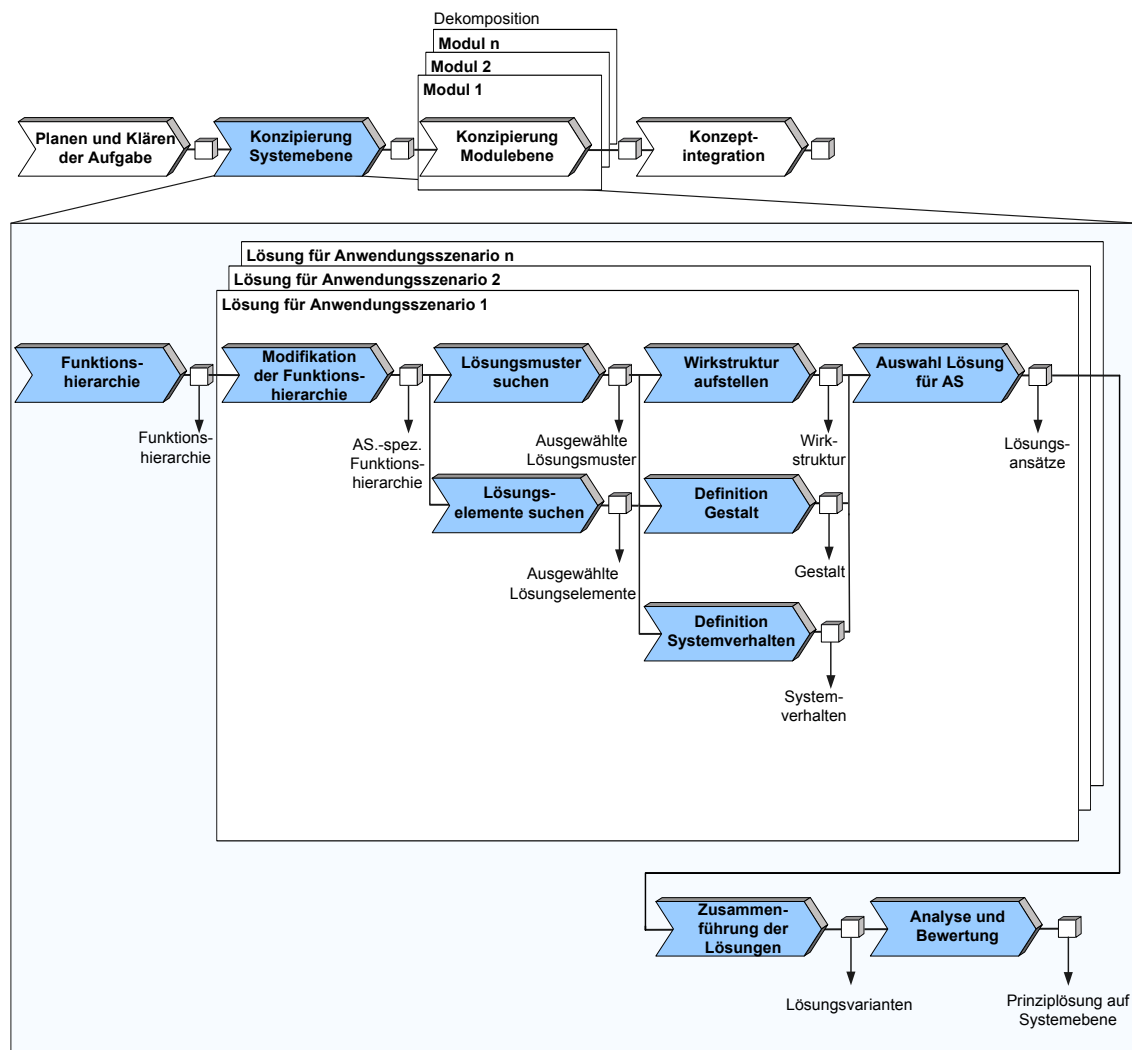 Dekomposition
Modul n
Modul 2
Modul 1
Planen und Klären
der Aufgabe
Konzipierung
Systemebene
Konzipierung
Modulebene
Konzept-
integration
Lösung für Anwendungsszenario n
Lösung für Anwendungsszenario 2
Lösung für Anwendungsszenario 1
Funktions-
hierarchie
Modifikation
der Funktions-
hierarchie
Lösungsmuster
suchen
Wirkstruktur
aufstellen
Auswahl Lösung
für AS
Funktions-
hierarchie
AS.-spez.
Funktions-
hierarchie
Ausgewählte
Lösungsmuster
Wirk-
struktur
Lösungs-
ansätze
Lösungs-
elemente suchen
Definition
Gestalt
Ausgewählte
Lösungselemente
Gestalt
Definition
Systemverhalten
System-
verhalten
Zusammen-
führung der
Lösungen
Analyse und
Bewertung
Lösungsvarianten
Prinziplösung auf
Systemebene